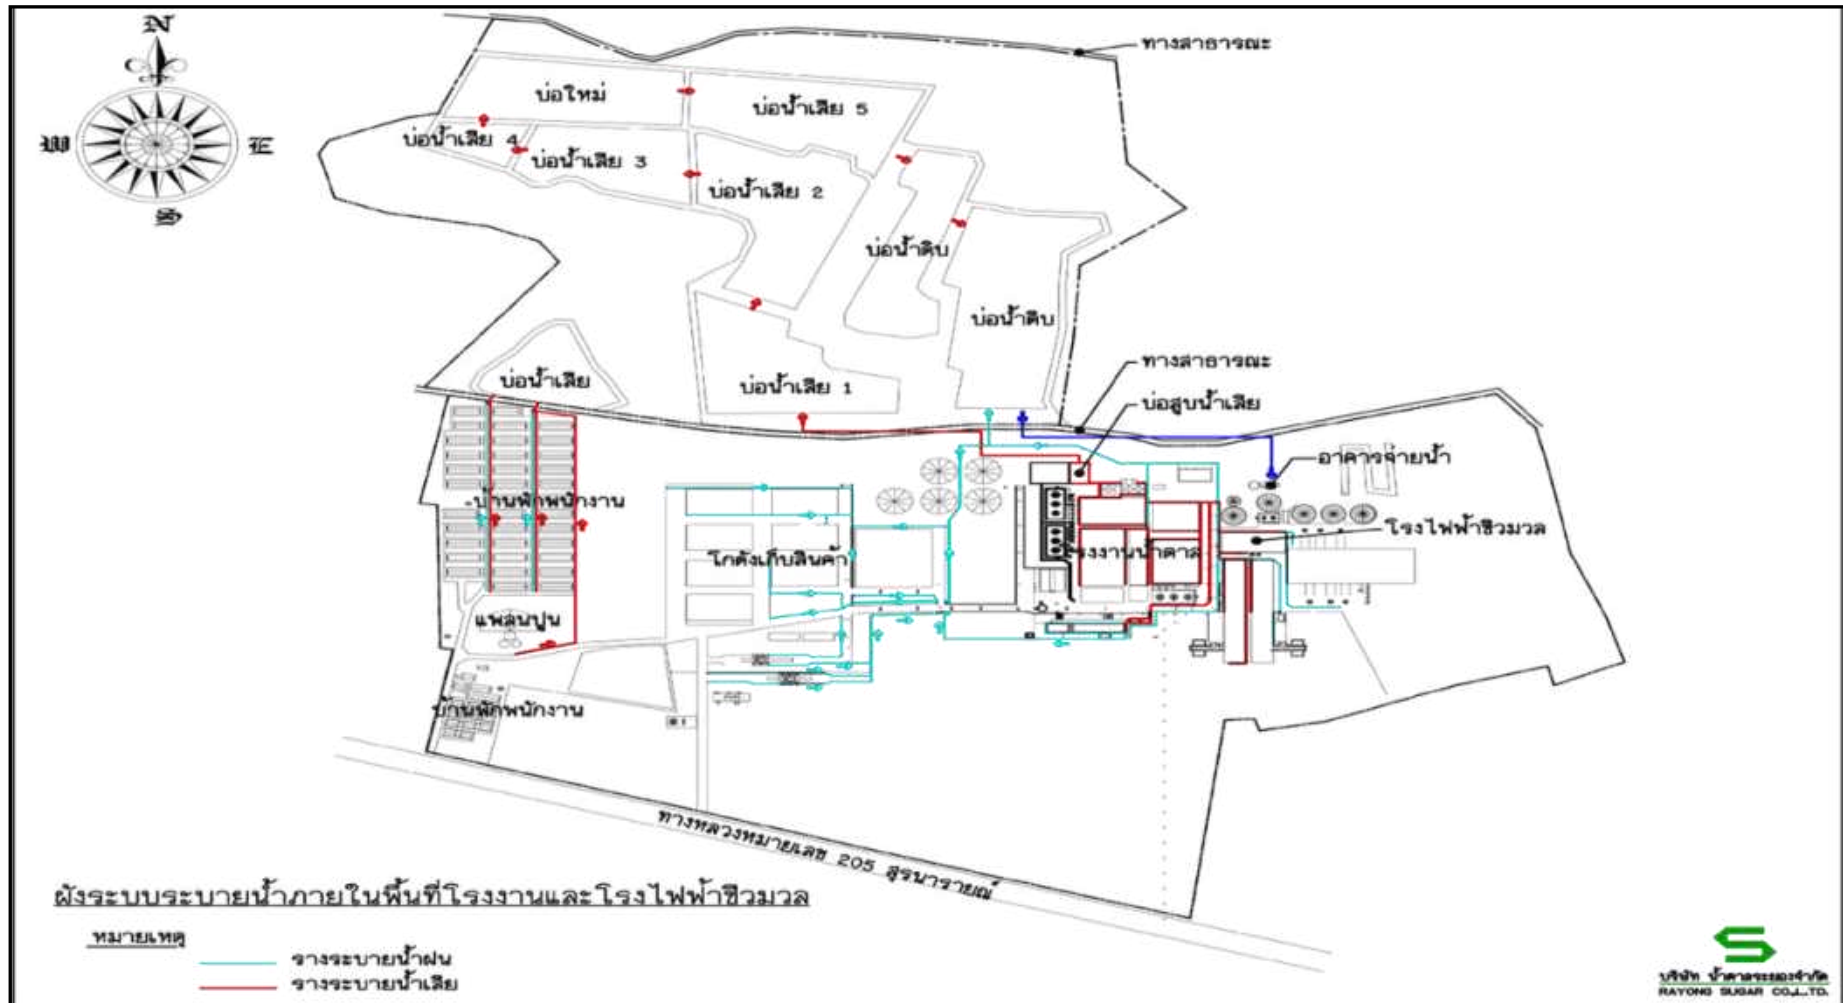 N
ทางสาธารณะ
บ่อใหม่
บ่อน้ำเสีย 5
W
E
บ่อน้ำเสีย 4
บ่อน้ำเสีย 3
บ่อน้ำเสีย 2
S
บ่อน้ำดิบ
บ่อน้ำดิบ
ทางสาธารณะ
บ่อน้ำเสีย
บ่อน้ำเสีย 1
บ่อสูบน้ำเสีย
อาคารจ่ายน้ำ
บ้านพักพนักงาน
โรงไฟฟ้าชีวมวล
โกดังเก็บสินค้า
โรงงานน้ำตาล
แพลนปูน
บ้านพักพนักงาน
ทางหลวงหมายเลข 205 สุรนารายณ์
ผังระบบระบายน้ำภายในพื้นที่โรงงานและโรงไฟฟ้าชีวมวล
หมายเหตุ
รางระบายน้ำฝน
รางระบายน้ำเสีย
บริษัท น้ำตาลระยองจำกัด
RAYONG SUGAR CO.,LTD.